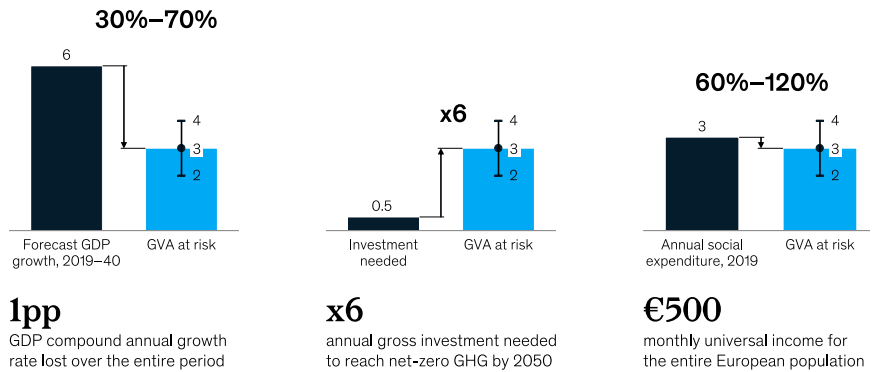 30%–70%
6
4
3
2
Forecast GDP
growth, 2019–40
GVA at risk
1pp
GDP compound annual growth
rate lost over the entire period
x6
0.5
4
3
2
Investment
needed
GVA at risk
x6
annual gross investment needed
to reach net-zero GHG by 2050
60%–120%
3
4
3
2
Annual social
expenditure, 2019
GVA at risk
€500
monthly universal income for
the entire European population